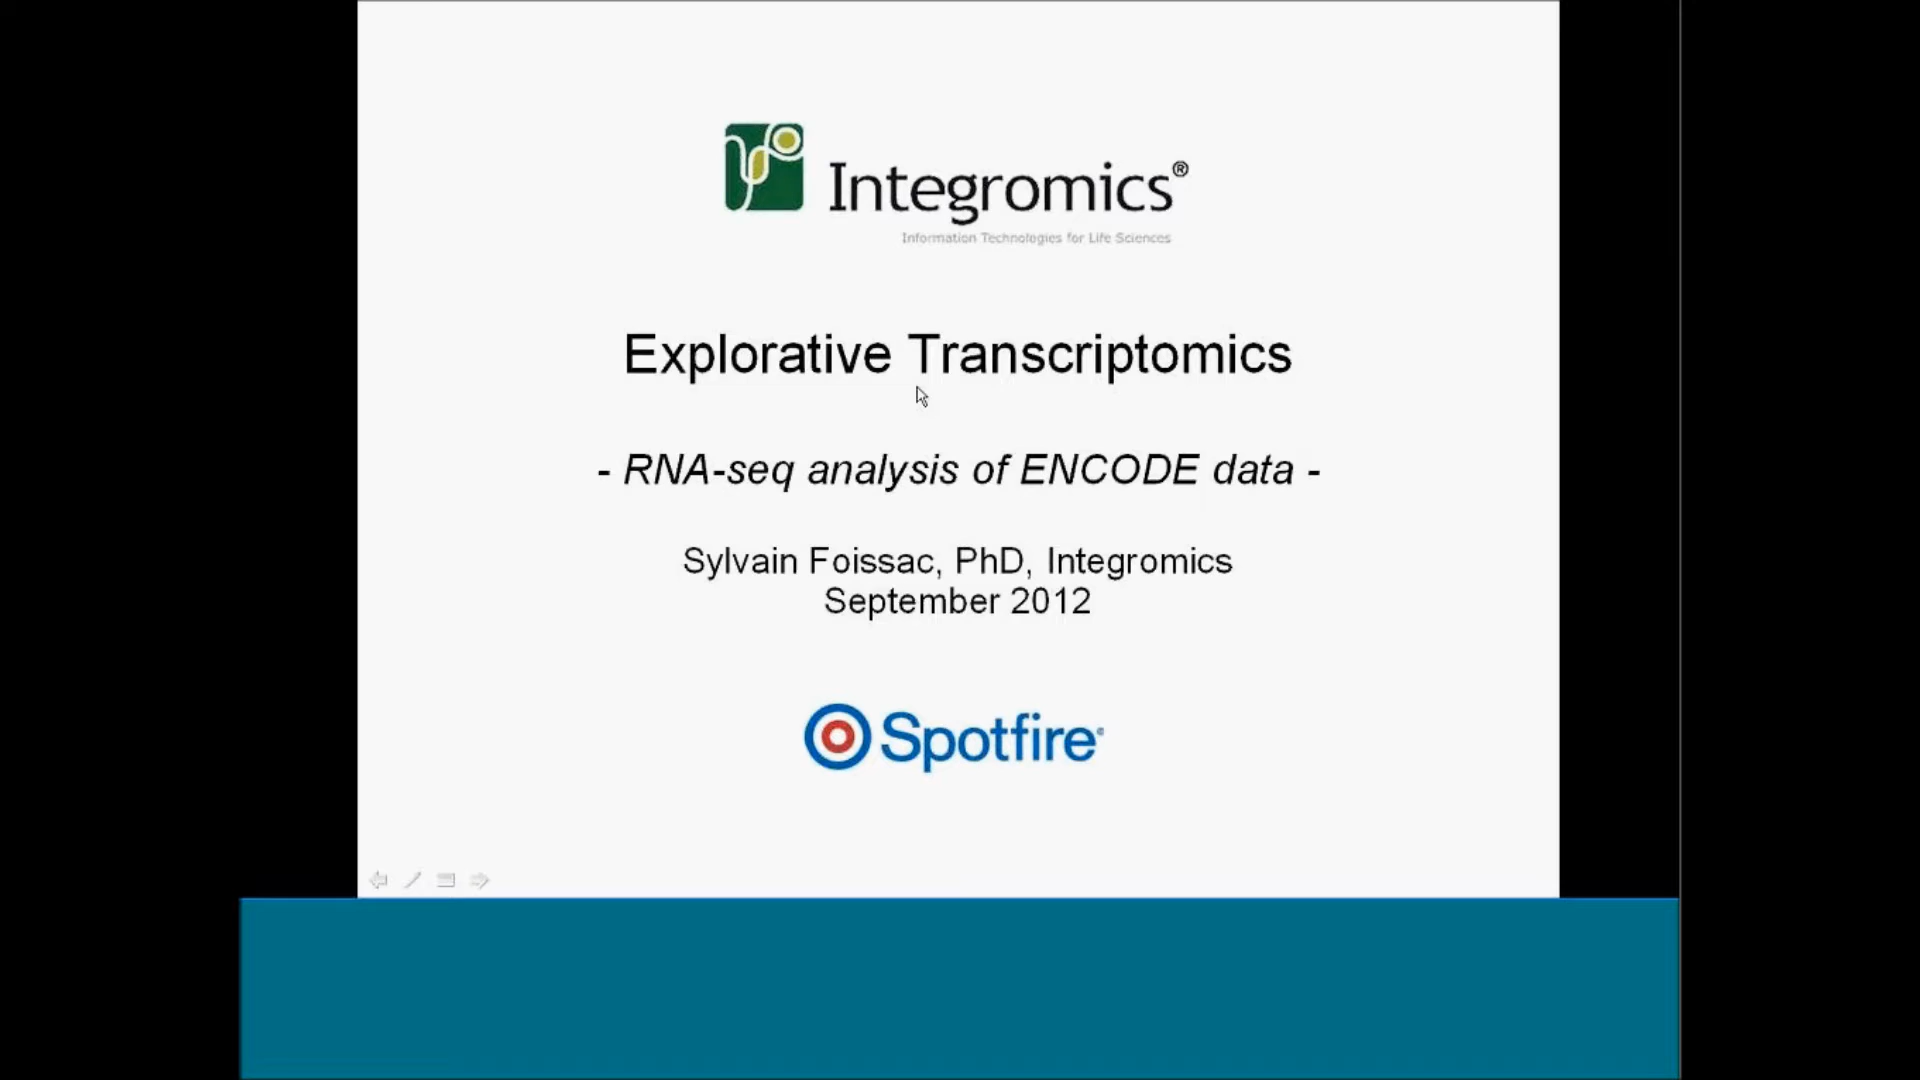 Integromics®
Information Technologies for Life Sciences
Explorative Transcriptomics
- RNA-seq analysis of ENCODE data -
Sylvain Foissac, PhD, Integromics
September 2012
Spotfire®